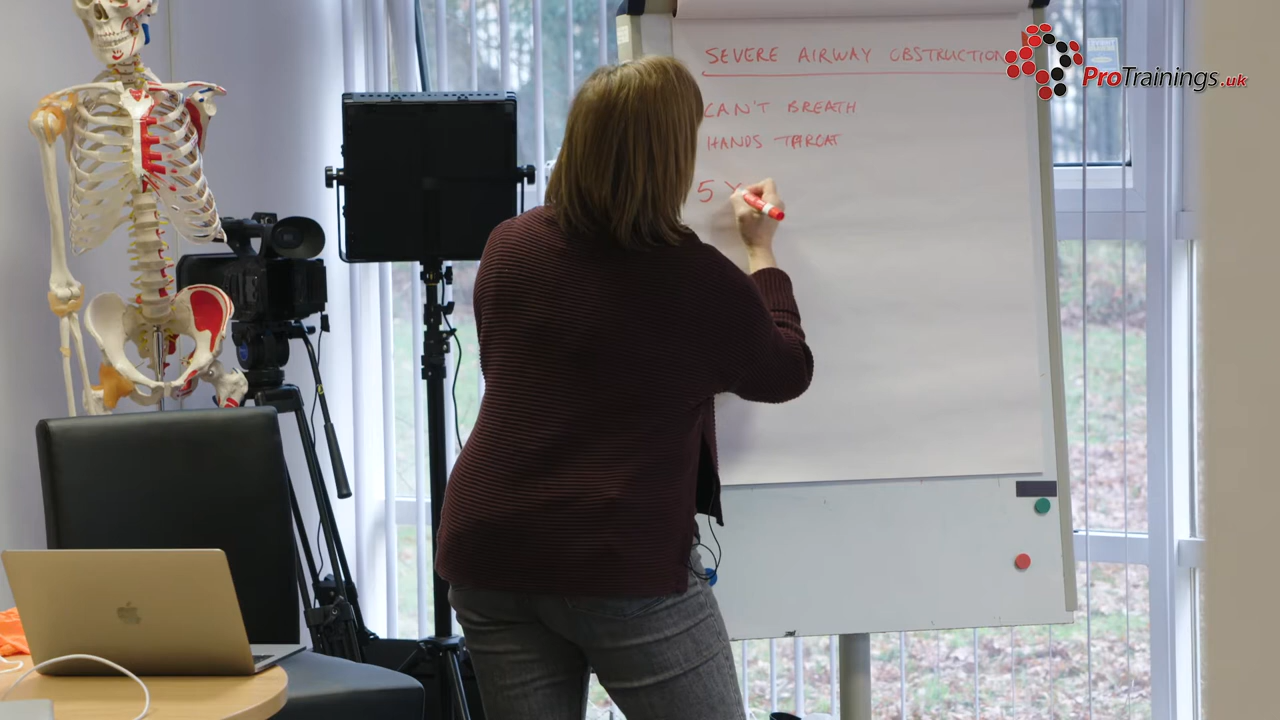 SEVERE AIRWAY OBSTRUCTION
CAN'T BREATH
HANDS THROAT
5 X
ProTrainings.uk